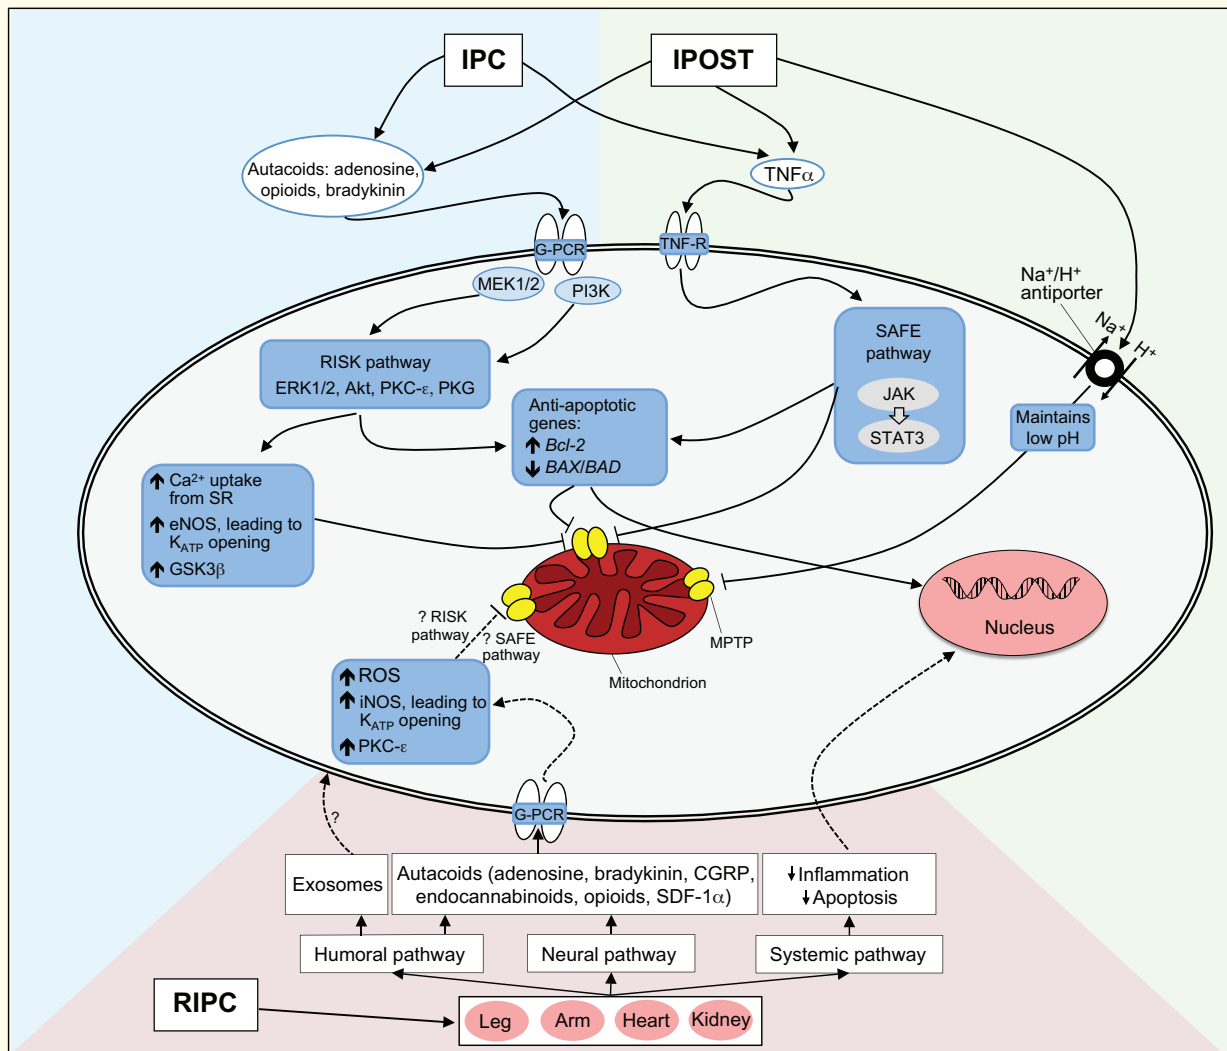 IPC
IPOST
Autacoids: adenosine,
opioids, bradykinin
TNFα
G-PCR
TNF-R
MEK1/2
PI3K
Na⁺/H⁺
antiporter
Na⁺
H⁺
RISK pathway
ERK1/2, Akt, PKC-ε, PKG
SAFE
pathway
JAK
STAT3
Anti-apoptotic
genes:
↑ Bcl-2
↓ BAX/BAD
Maintains
low pH
↑ Ca²⁺ uptake
from SR
↑ eNOS, leading to
K_ATP opening
↑ GSK3β
Nucleus
? RISK
pathway
? SAFE
pathway
MPTP
Mitochondrion
↑ ROS
↑ iNOS, leading to
K_ATP opening
↑ PKC-ε
G-PCR
?
Exosomes
Autacoids (adenosine, bradykinin, CGRP,
endocannabinoids, opioids, SDF-1α)
↓ Inflammation
↓ Apoptosis
Humoral pathway
Neural pathway
Systemic pathway
RIPC
Leg
Arm
Heart
Kidney